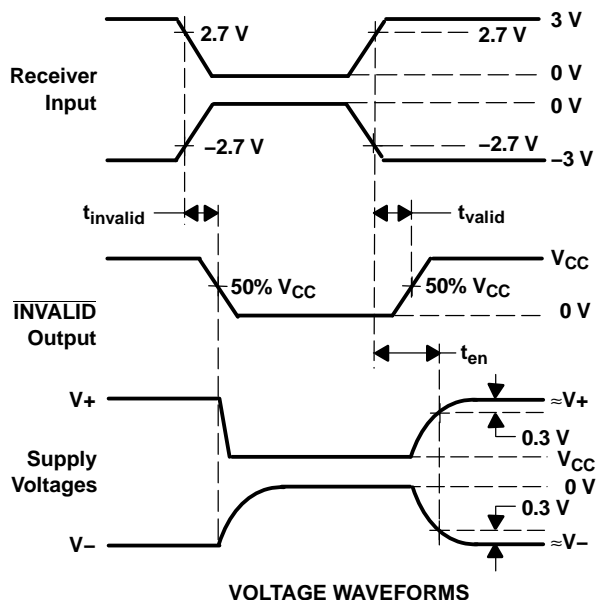 3 V
2.7 V
2.7 V
Receiver
Input
0 V
0 V
−2.7 V
−2.7 V
−3 V
tinvalid
tvalid
VCC
50% VCC
50% VCC
INVALID
Output
0 V
ten
V+
≈V+
0.3 V
Supply
Voltages
VCC
0 V
0.3 V
V−
≈V−
VOLTAGE WAVEFORMS